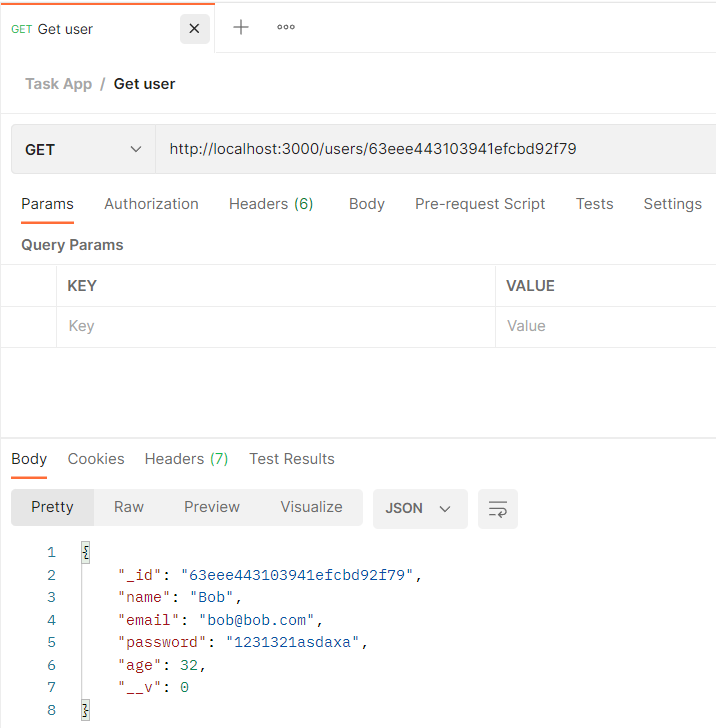 GET Get user
Task App / Get user
GET http://localhost:3000/users/63eee443103941efcbd92f79
Params Authorization Headers (6) Body Pre-request Script Tests Settings
Query Params
KEY VALUE
Key Value
Body Cookies Headers (7) Test Results
Pretty Raw Preview Visualize JSON
1 {
2 "_id": "63eee443103941efcbd92f79",
3 "name": "Bob",
4 "email": "bob@bob.com",
5 "password": "1231321asdaxa",
6 "age": 32,
7 "__v": 0
8 }